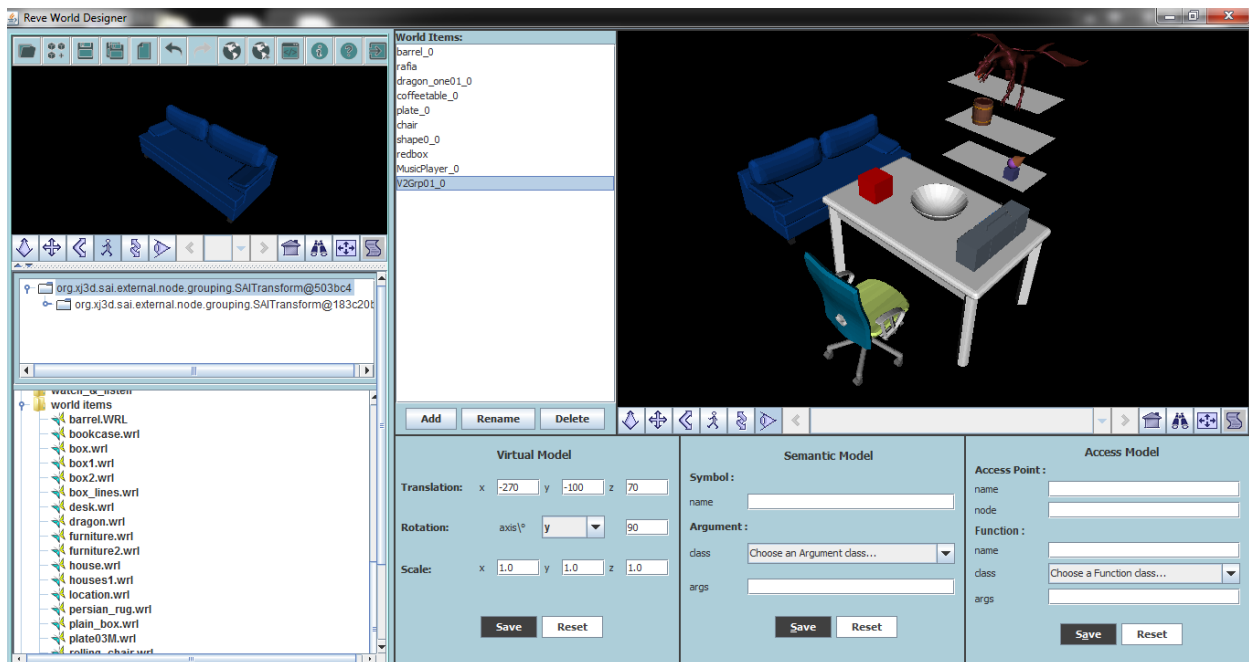 Reve World Designer
World Items:
barrel_0
rafia
dragon_one01_0
coffeetable_0
plate_0
chair
shape0_0
redbox
MusicPlayer_0
V2Grp01_0
Add Rename Delete
org.xj3d.sai.external.node.grouping.SAITransform@503bc4
org.xj3d.sai.external.node.grouping.SAITransform@183c20b
watch_&_listen
world items
barrel.WRL
bookcase.wrl
box.wrl
box1.wrl
box2.wrl
box_lines.wrl
desk.wrl
dragon.wrl
furniture.wrl
furniture2.wrl
house.wrl
houses1.wrl
location.wrl
persian_rug.wrl
plain_box.wrl
plate03M.wrl
rolling_chair.wrl
Virtual Model
Translation: x -270 y -100 z 70
Rotation: axis\° y 90
Scale: x 1.0 y 1.0 z 1.0
Save Reset
Semantic Model
Symbol :
name
Argument :
class Choose an Argument class...
args
Save Reset
Access Model
Access Point :
name
node
Function :
name
class Choose a Function class...
args
Save Reset